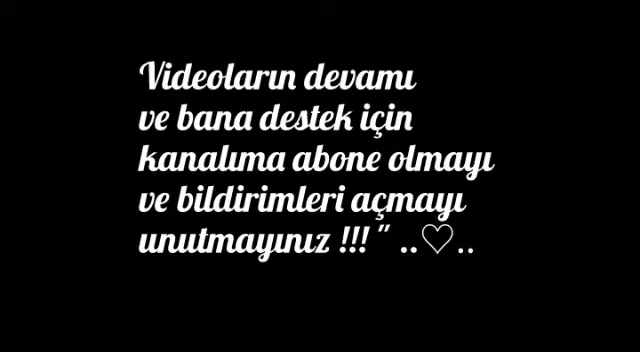 Videoların devamı
ve bana destek için
kanalıma abone olmayı
ve bildirimleri açmayı
unutmayınız !!! " ..♡..